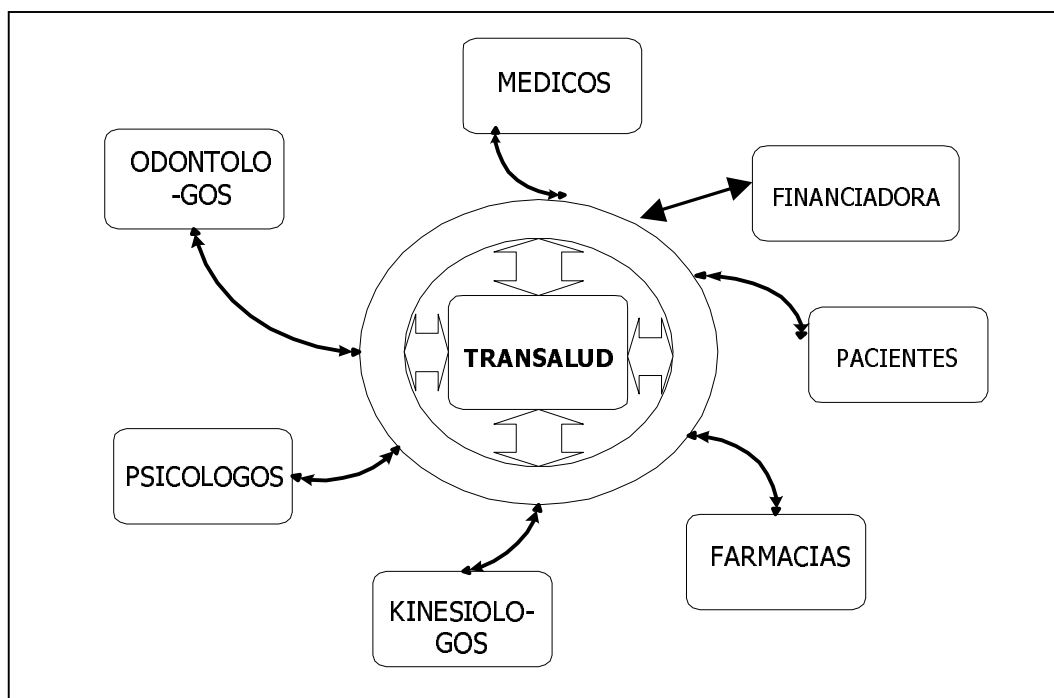 MEDICOS
ODONTOLO
-GOS
FINANCIADORA
TRANSALUD
PACIENTES
PSICOLOGOS
FARMACIAS
KINESIOLO-
GOS